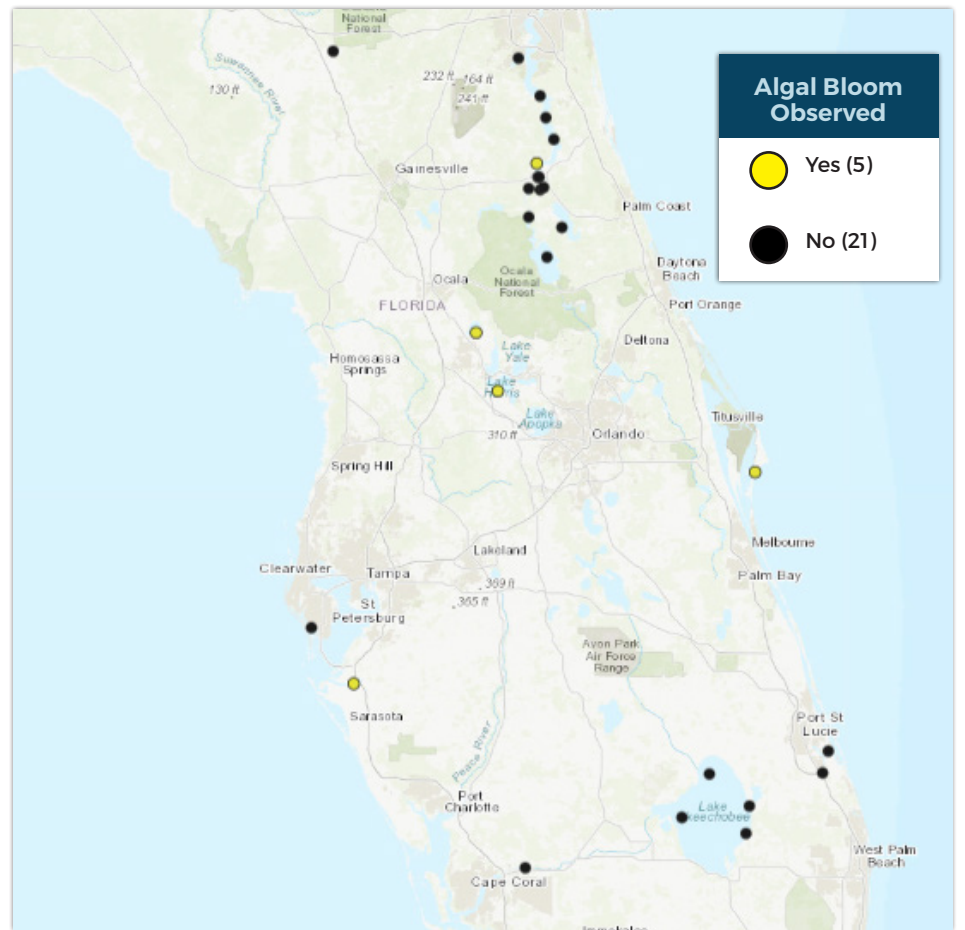 National
Forest
Suwannee River
130 ft
232 ft
164 ft
241 ft
Gainesville
Palm Coast
Algal Bloom
Observed
Yes (5)
No (21)
Daytona
Beach
Ocala
Ocala
National
Forest
FLORIDA
Port Orange
Deltona
Lake
Yale
Homosassa
Springs
Lake
Lake
Apopka
310 ft
Orlando
Titusville
Spring Hill
Melbourne
Lakeland
Clearwater
Tampa
369 ft
365 ft
Palm Bay
St
Petersburg
Avon Park
Air Force
Range
Sarasota
Port St
Lucie
Peace River
Port
Charlotte
Lake
keechobee
West Palm
Beach
Cape Coral